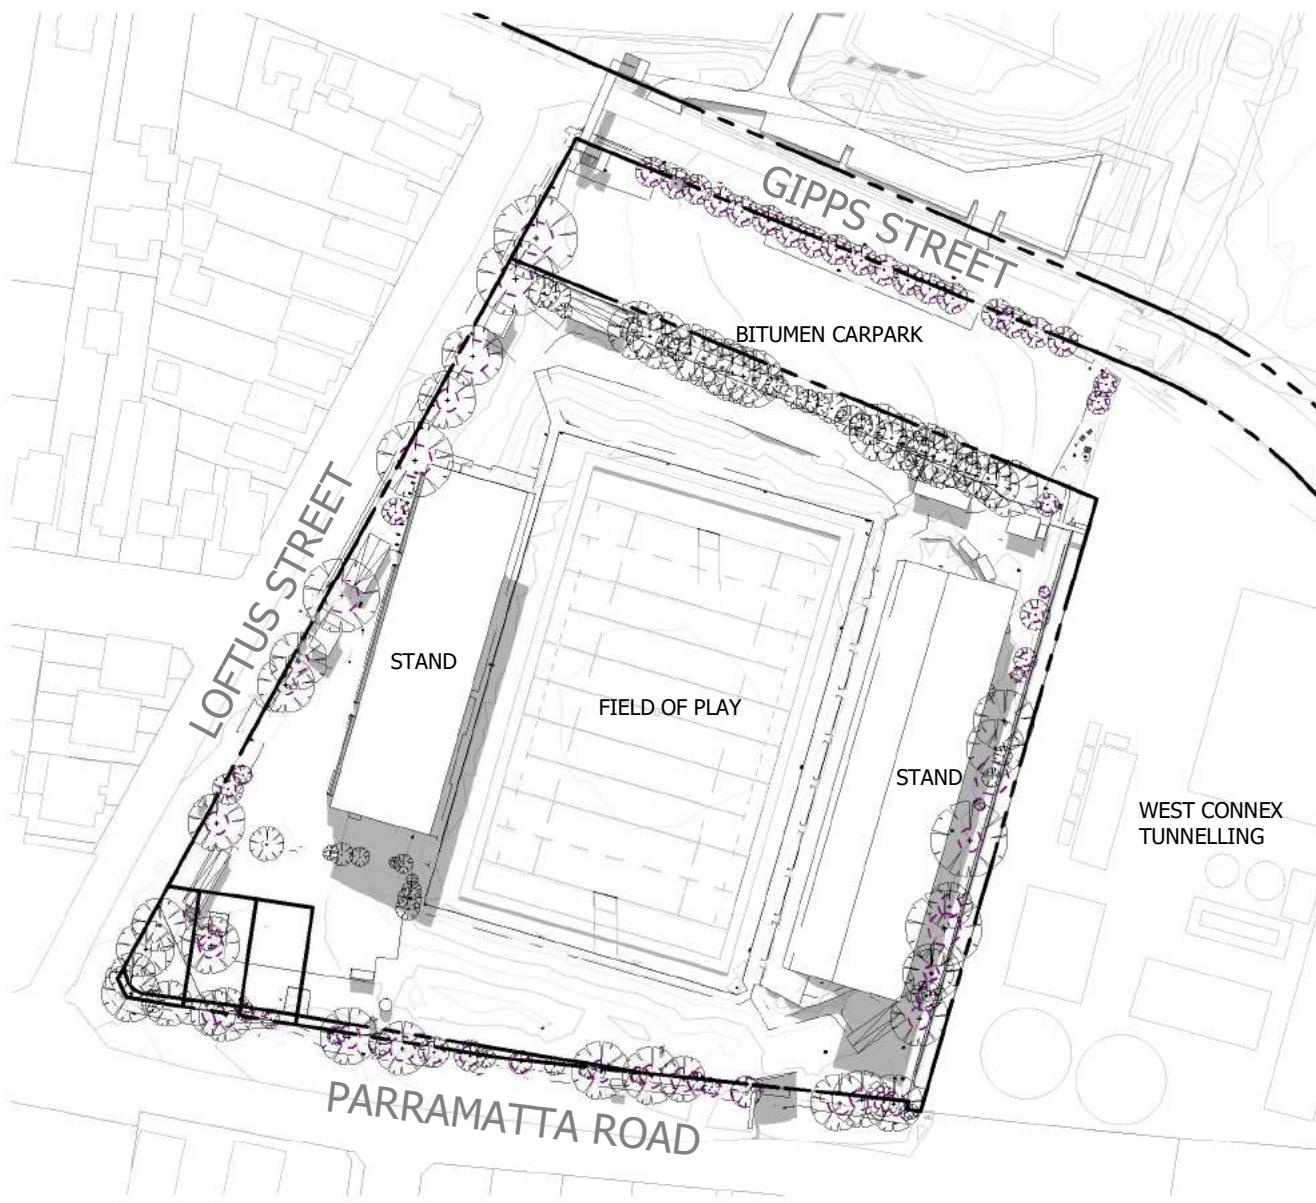 GIPPS STREET
BITUMEN CARPARK
LOFTUS STREET
STAND
FIELD OF PLAY
STAND
WEST CONNEX
TUNNELLING
PARRAMATTA ROAD